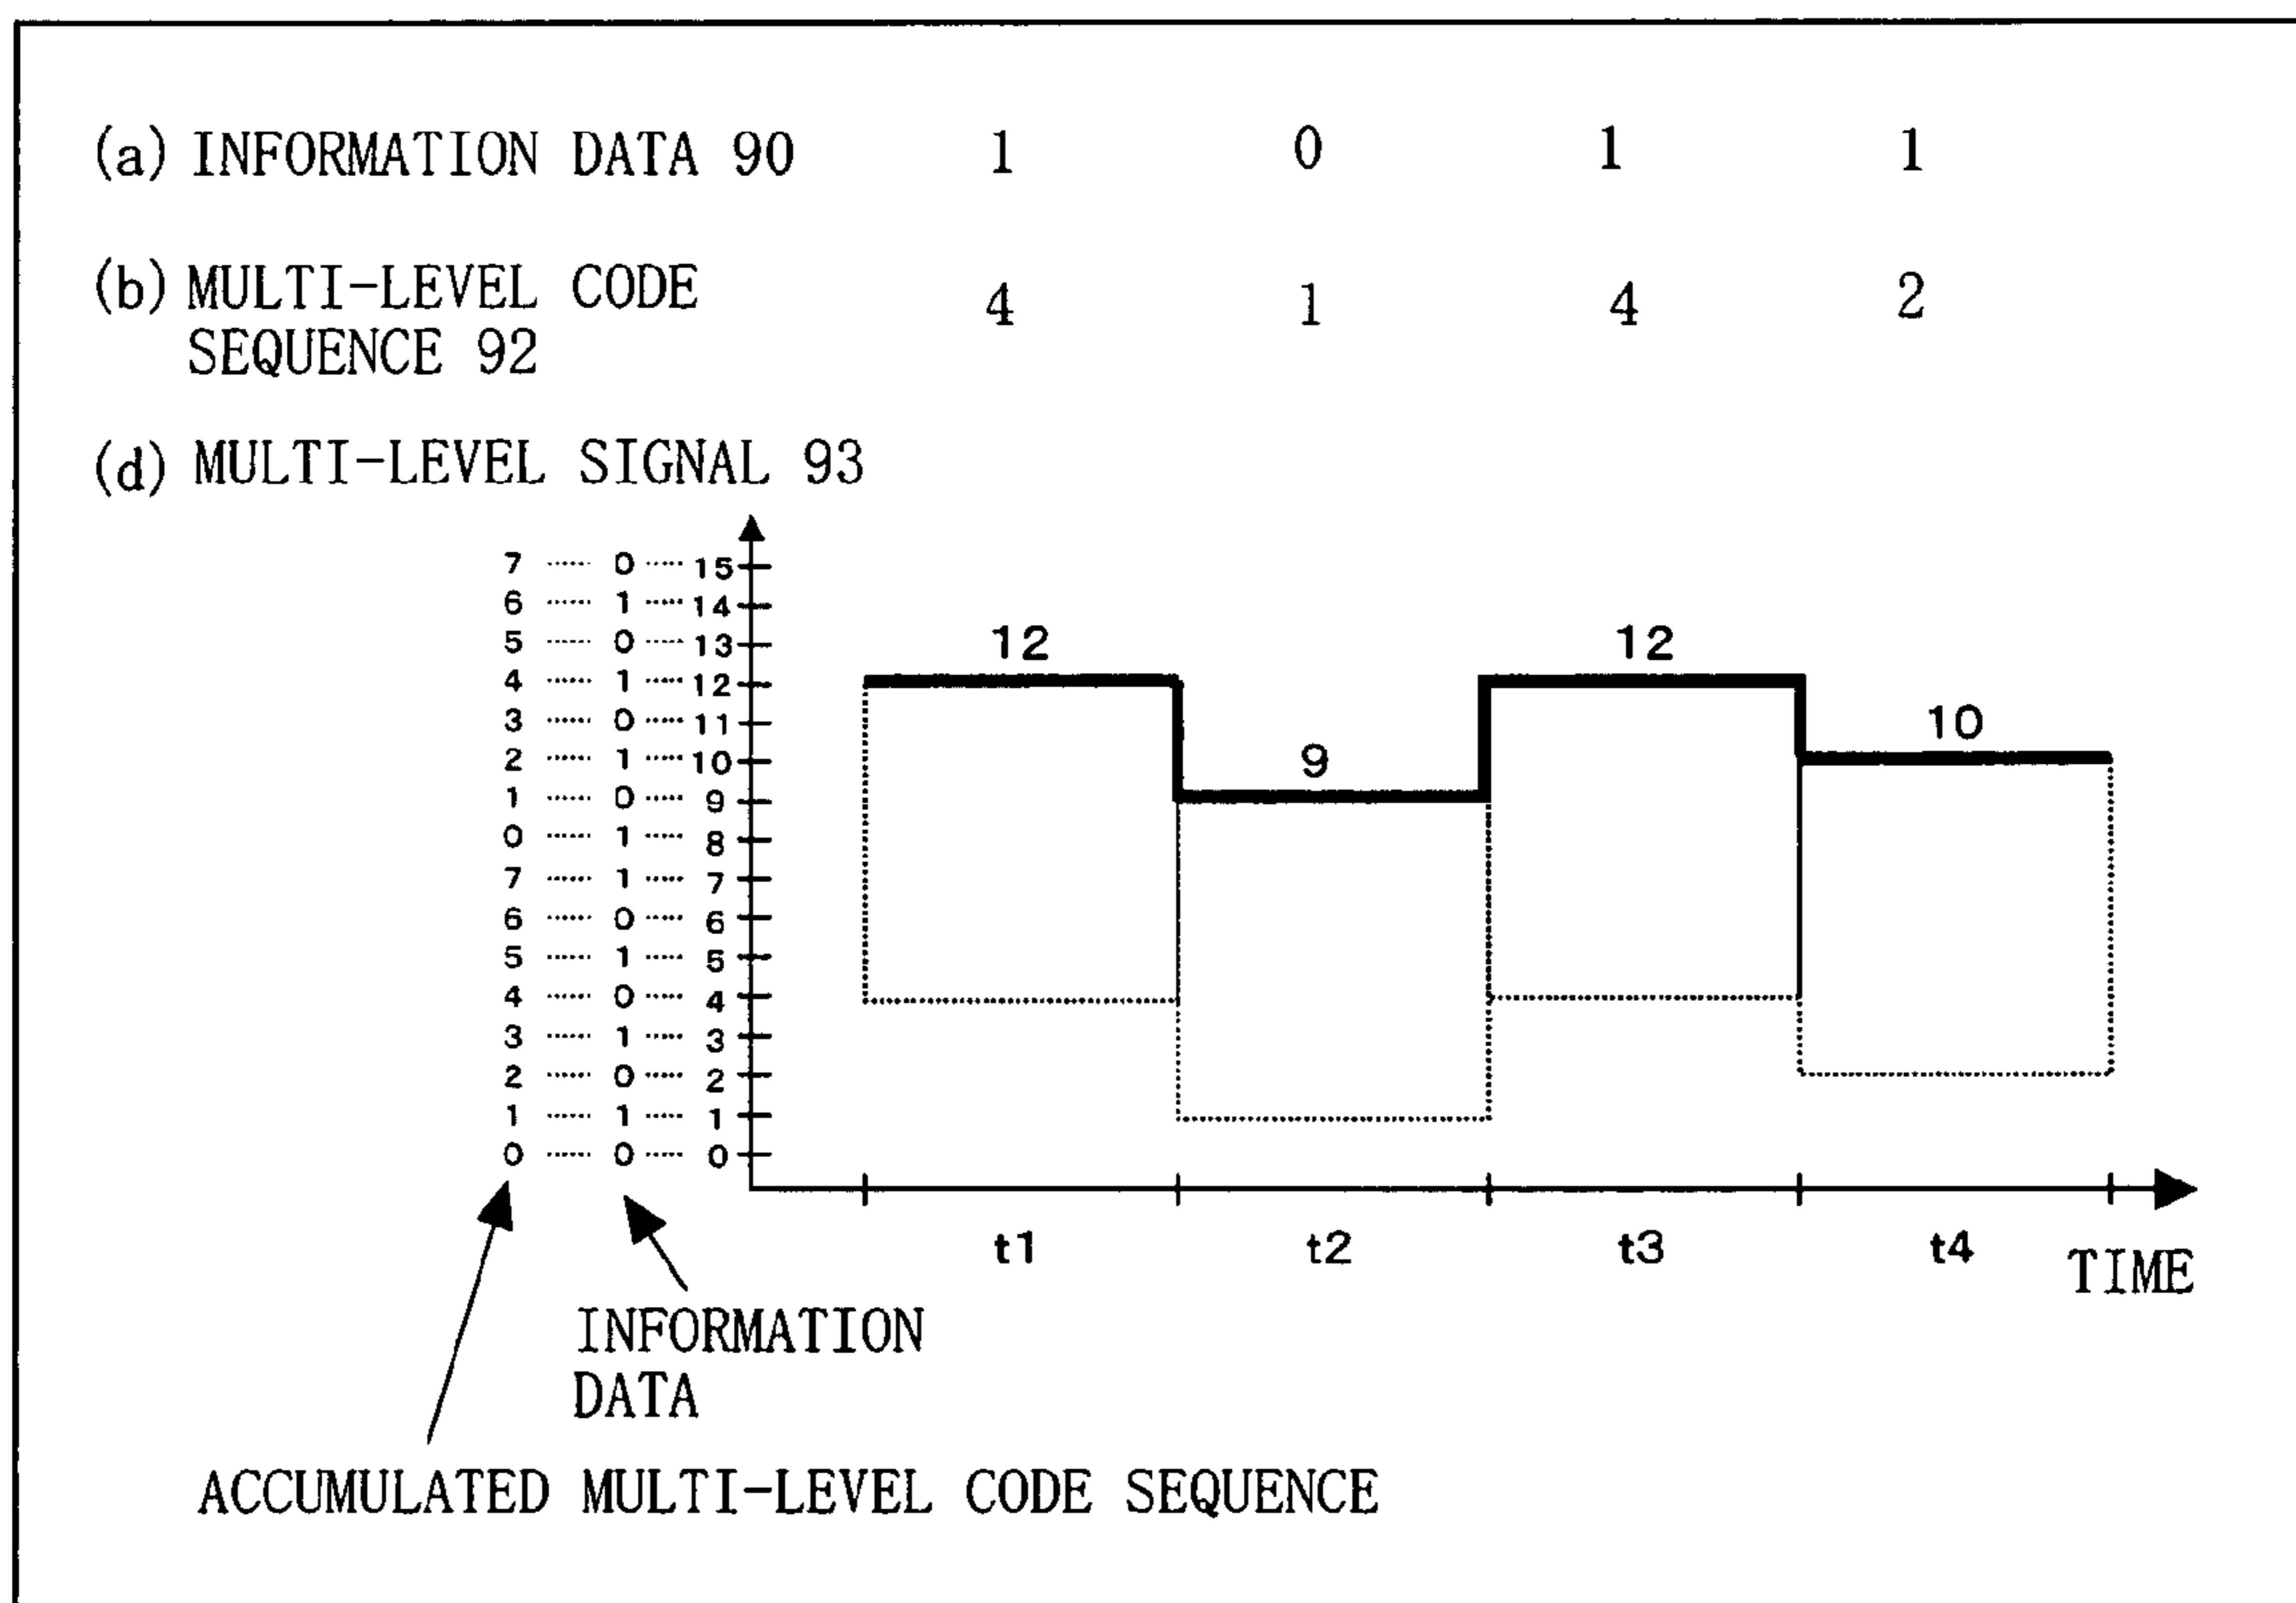 (a) INFORMATION DATA 90 1 0 1 1
(b) MULTI-LEVEL CODE SEQUENCE 92 4 1 4 2
(d) MULTI-LEVEL SIGNAL 93
7 ..... 0 ..... 15
6 ..... 1 ..... 14
5 ..... 0 ..... 13
4 ..... 1 ..... 12
3 ..... 0 ..... 11
2 ..... 1 ..... 10
1 ..... 0 ..... 9
0 ..... 1 ..... 8
7 ..... 1 ..... 7
6 ..... 0 ..... 6
5 ..... 1 ..... 5
4 ..... 0 ..... 4
3 ..... 1 ..... 3
2 ..... 0 ..... 2
1 ..... 1 ..... 1
0 ..... 0 ..... 0
12 9 12 10
t1 t2 t3 t4
TIME
INFORMATION
DATA
ACCUMULATED MULTI-LEVEL CODE SEQUENCE